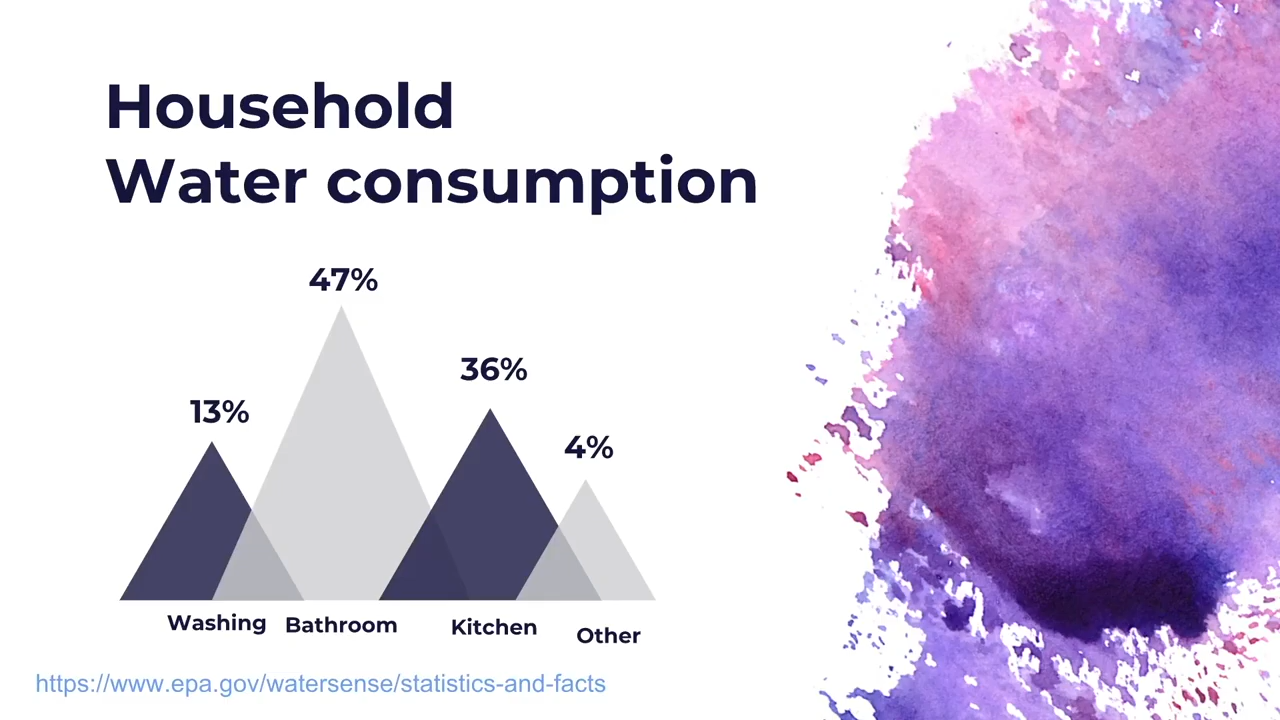 Household
Water consumption
47%
36%
13%
4%
Washing
Bathroom
Kitchen
Other
https://www.epa.gov/watersense/statistics-and-facts